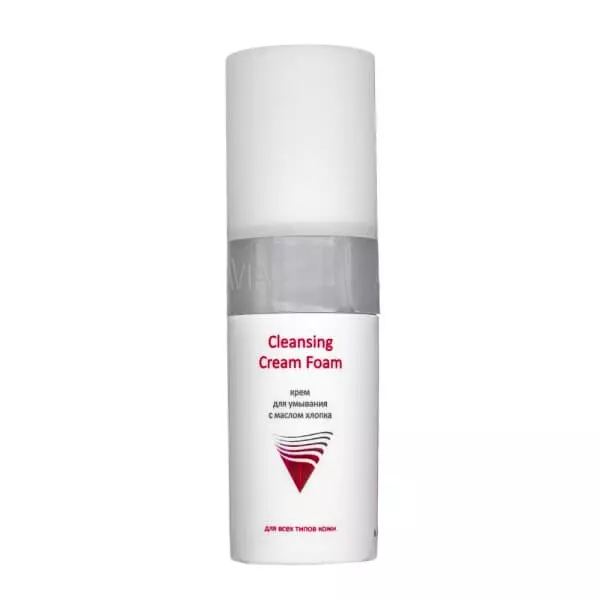 Cleansing
Cream Foam
крем
для умывания
с маслом хлопка
для всех типов кожи